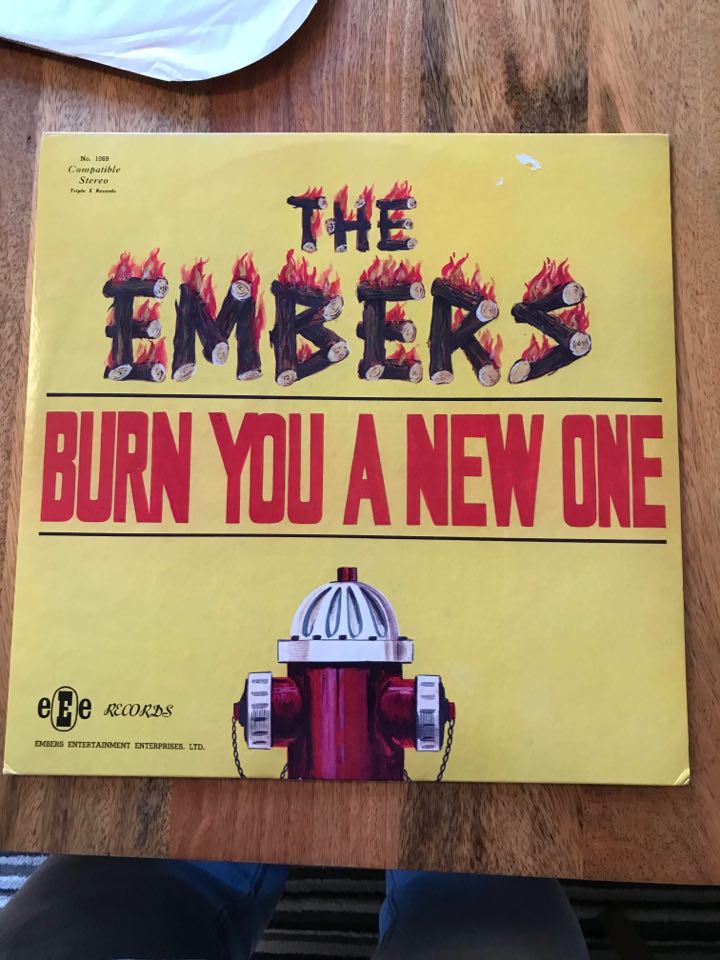 No. 1069
Compatible
Stereo
Triple E Records
THE
EMBERS
BURN YOU A NEW ONE
eEe RECORDS
EMBERS ENTERTAINMENT ENTERPRISES, LTD.